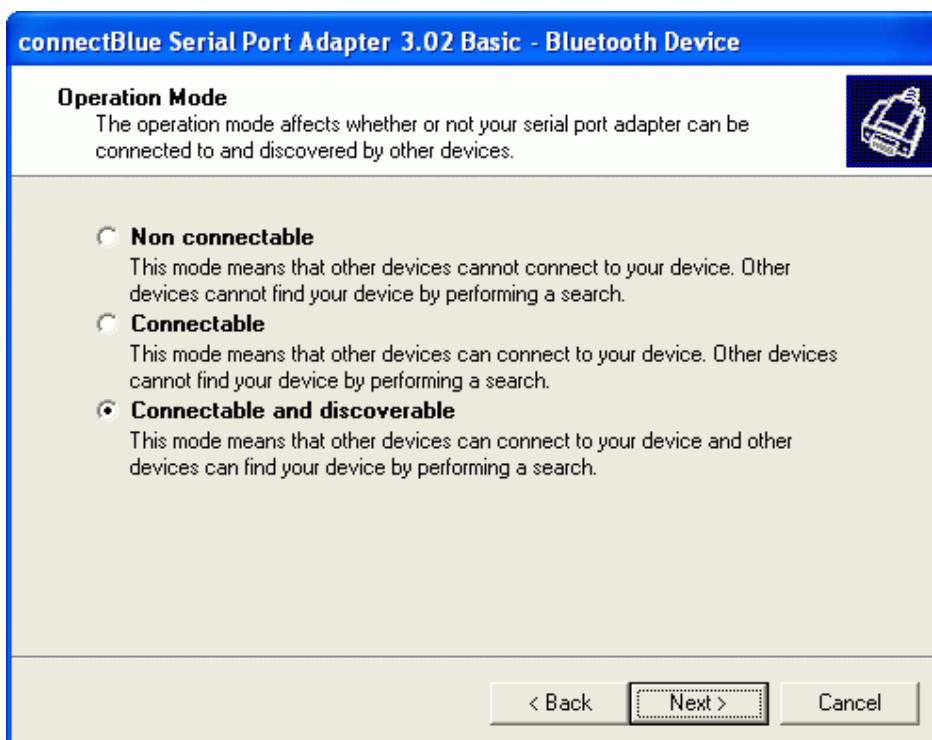 connectBlue Serial Port Adapter 3.02 Basic - Bluetooth Device
Operation Mode
The operation mode affects whether or not your serial port adapter can be
connected to and discovered by other devices.
Non connectable
This mode means that other devices cannot connect to your device. Other
devices cannot find your device by performing a search.
Connectable
This mode means that other devices can connect to your device. Other devices
cannot find your device by performing a search.
Connectable and discoverable
This mode means that other devices can connect to your device and other
devices can find your device by performing a search.
< Back Next > Cancel